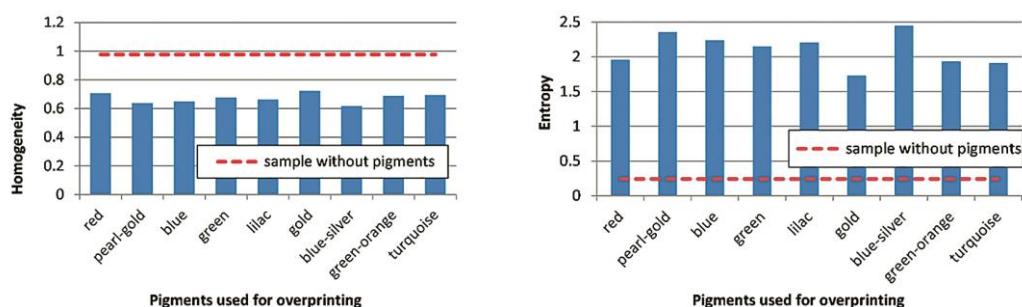 1.2
1
0.8
0.6
0.4
0.2
0
Homogeneity
sample without pigments
red
pearl-gold
blue
green
lilac
gold
blue-silver
green-orange
turquoise
Pigments used for overprinting
2.5
2
1.5
1
0.5
0
Entropy
sample without pigments
red
pearl-gold
blue
green
lilac
gold
blue-silver
green-orange
turquoise
Pigments used for overprinting